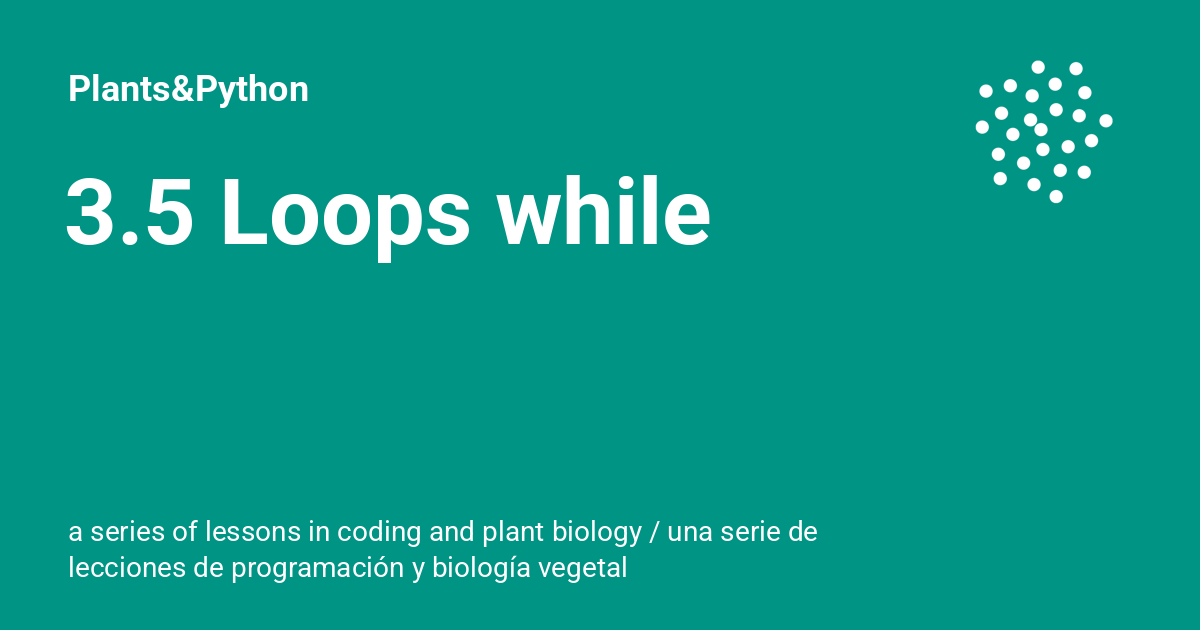 Plants&Python
3.5 Loops while
a series of lessons in coding and plant biology / una serie de
lecciones de programación y biología vegetal